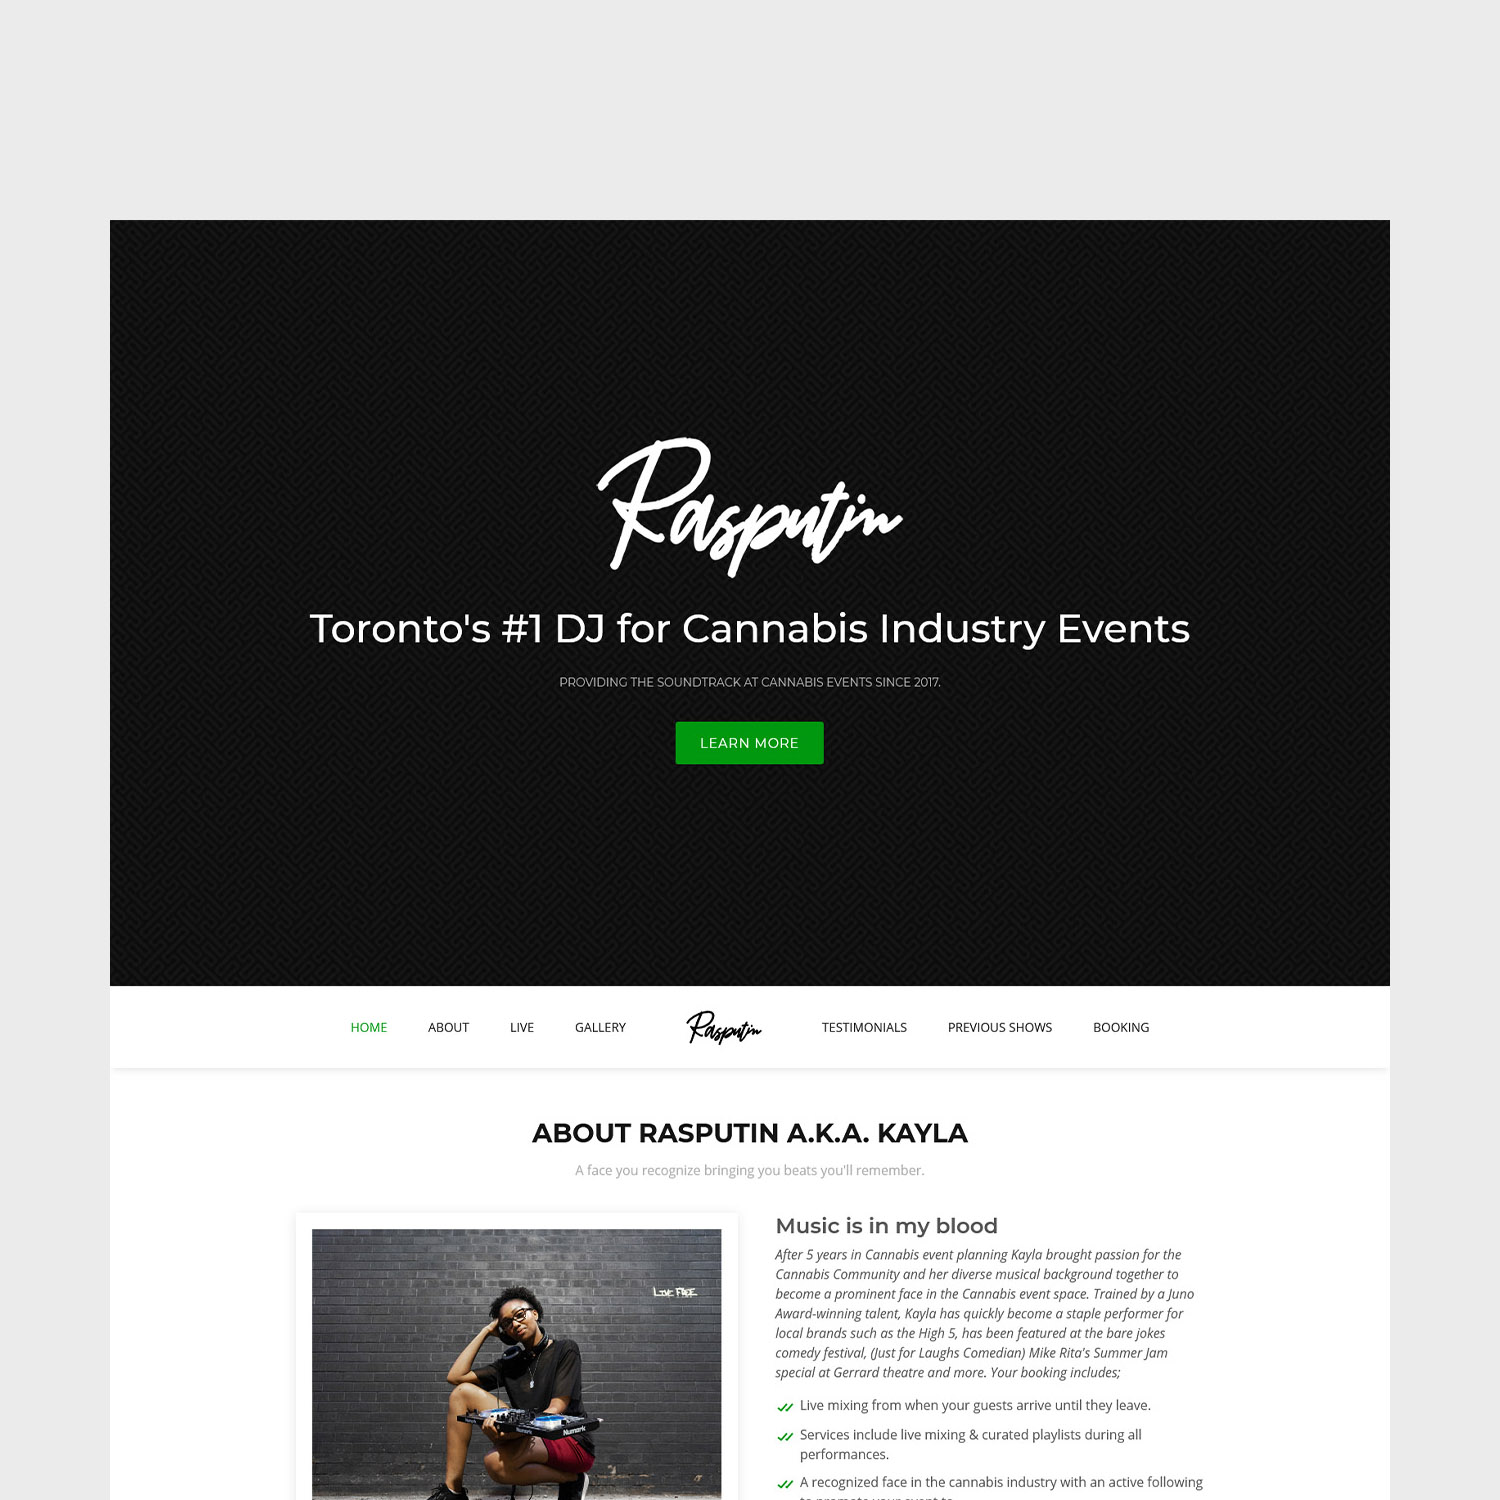 Rasputin
Toronto's #1 DJ for Cannabis Industry Events
PROVIDING THE SOUNDTRACK AT CANNABIS EVENTS SINCE 2017.
LEARN MORE
HOME ABOUT LIVE GALLERY Rasputin TESTIMONIALS PREVIOUS SHOWS BOOKING
ABOUT RASPUTIN A.K.A. KAYLA
A face you recognize bringing you beats you'll remember.
LIVE FREE
Numark
Numark
Music is in my blood
After 5 years in Cannabis event planning Kayla brought passion for the
Cannabis Community and her diverse musical background together to
become a prominent face in the Cannabis event space. Trained by a Juno
Award-winning talent, Kayla has quickly become a staple performer for
local brands such as the High 5, has been featured at the bare jokes
comedy festival, (Just for Laughs Comedian) Mike Rita's Summer Jam
special at Gerrard theatre and more. Your booking includes;
Live mixing from when your guests arrive until they leave.
Services include live mixing & curated playlists during all
performances.
A recognized face in the cannabis industry with an active following